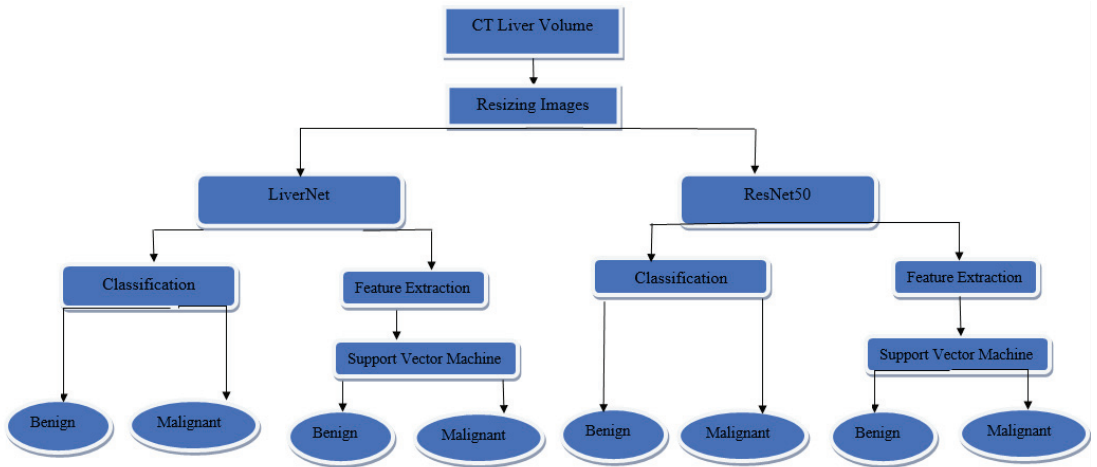 CT Liver Volume
Resizing Images
LiverNet
ResNet50
Classification
Feature Extraction
Classification
Feature Extraction
Support Vector Machine
Support Vector Machine
Benign
Malignant
Benign
Malignant
Benign
Malignant
Benign
Malignant